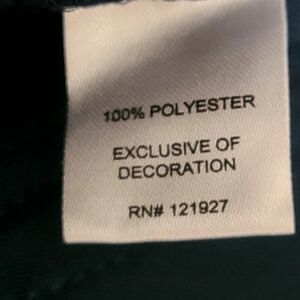 100% POLYESTER
EXCLUSIVE OF
DECORATION
RN# 121927